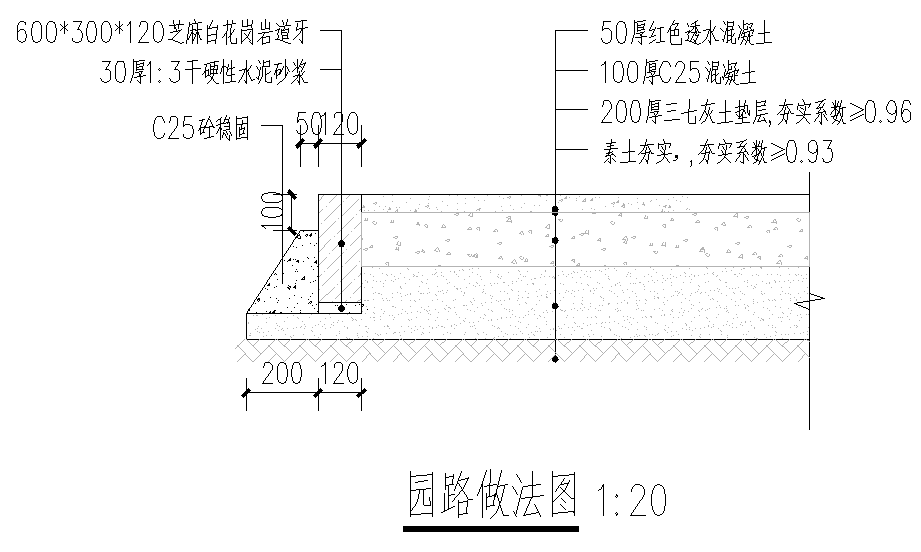 600*300*120芝麻白花岗岩道牙
30厚1:3干硬性水泥砂浆
C25砼稳固
50厚红色透水混凝土
100厚C25混凝土
200厚三七灰土垫层,夯实系数≥0.96
素土夯实，,夯实系数≥0.93
50
120
100
200
120
园路做法图 1:20